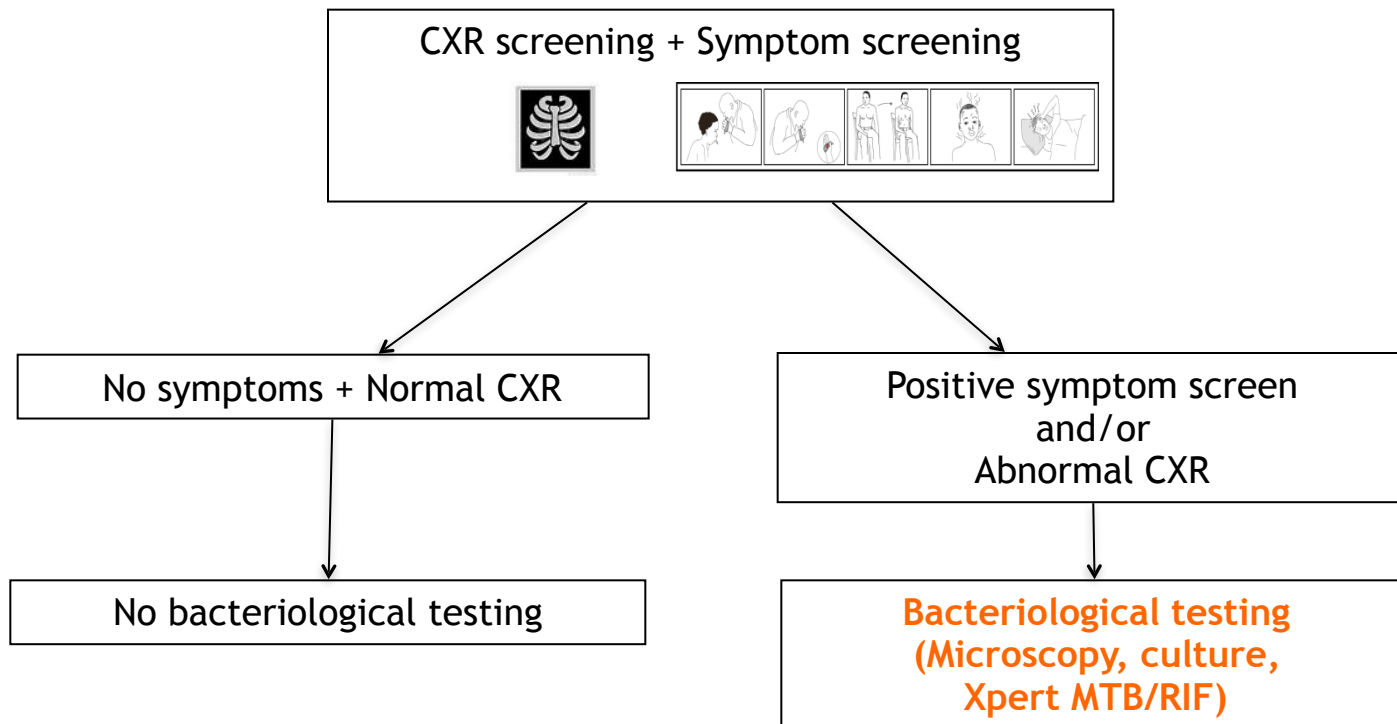 CXR screening + Symptom screening
No symptoms + Normal CXR
Positive symptom screen
and/or
Abnormal CXR
No bacteriological testing
Bacteriological testing
(Microscopy, culture,
Xpert MTB/RIF)